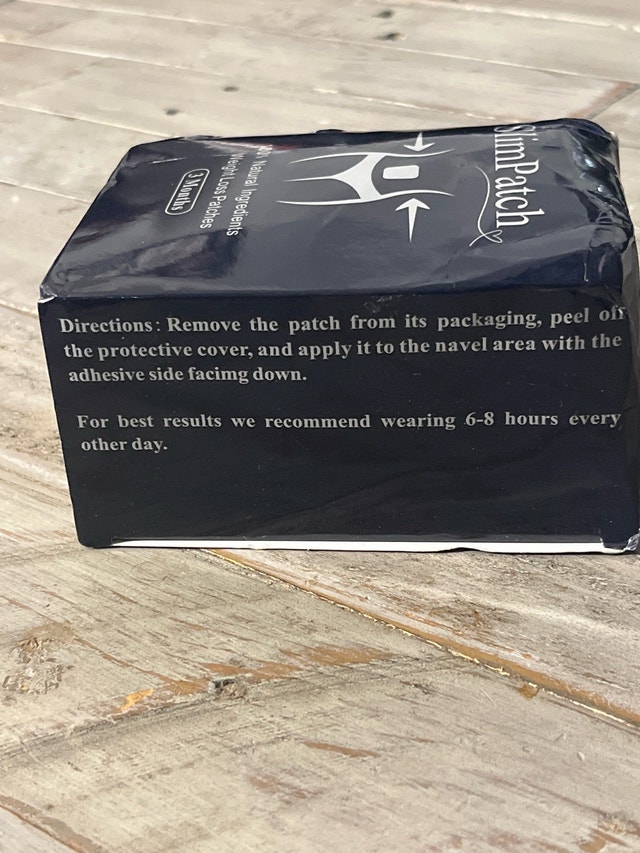 SlimPatch
Natural Ingredients
Weight Loss Patches
3 Months
Directions: Remove the patch from its packaging, peel off
the protective cover, and apply it to the navel area with the
adhesive side facimg down.
For best results we recommend wearing 6-8 hours every
other day.